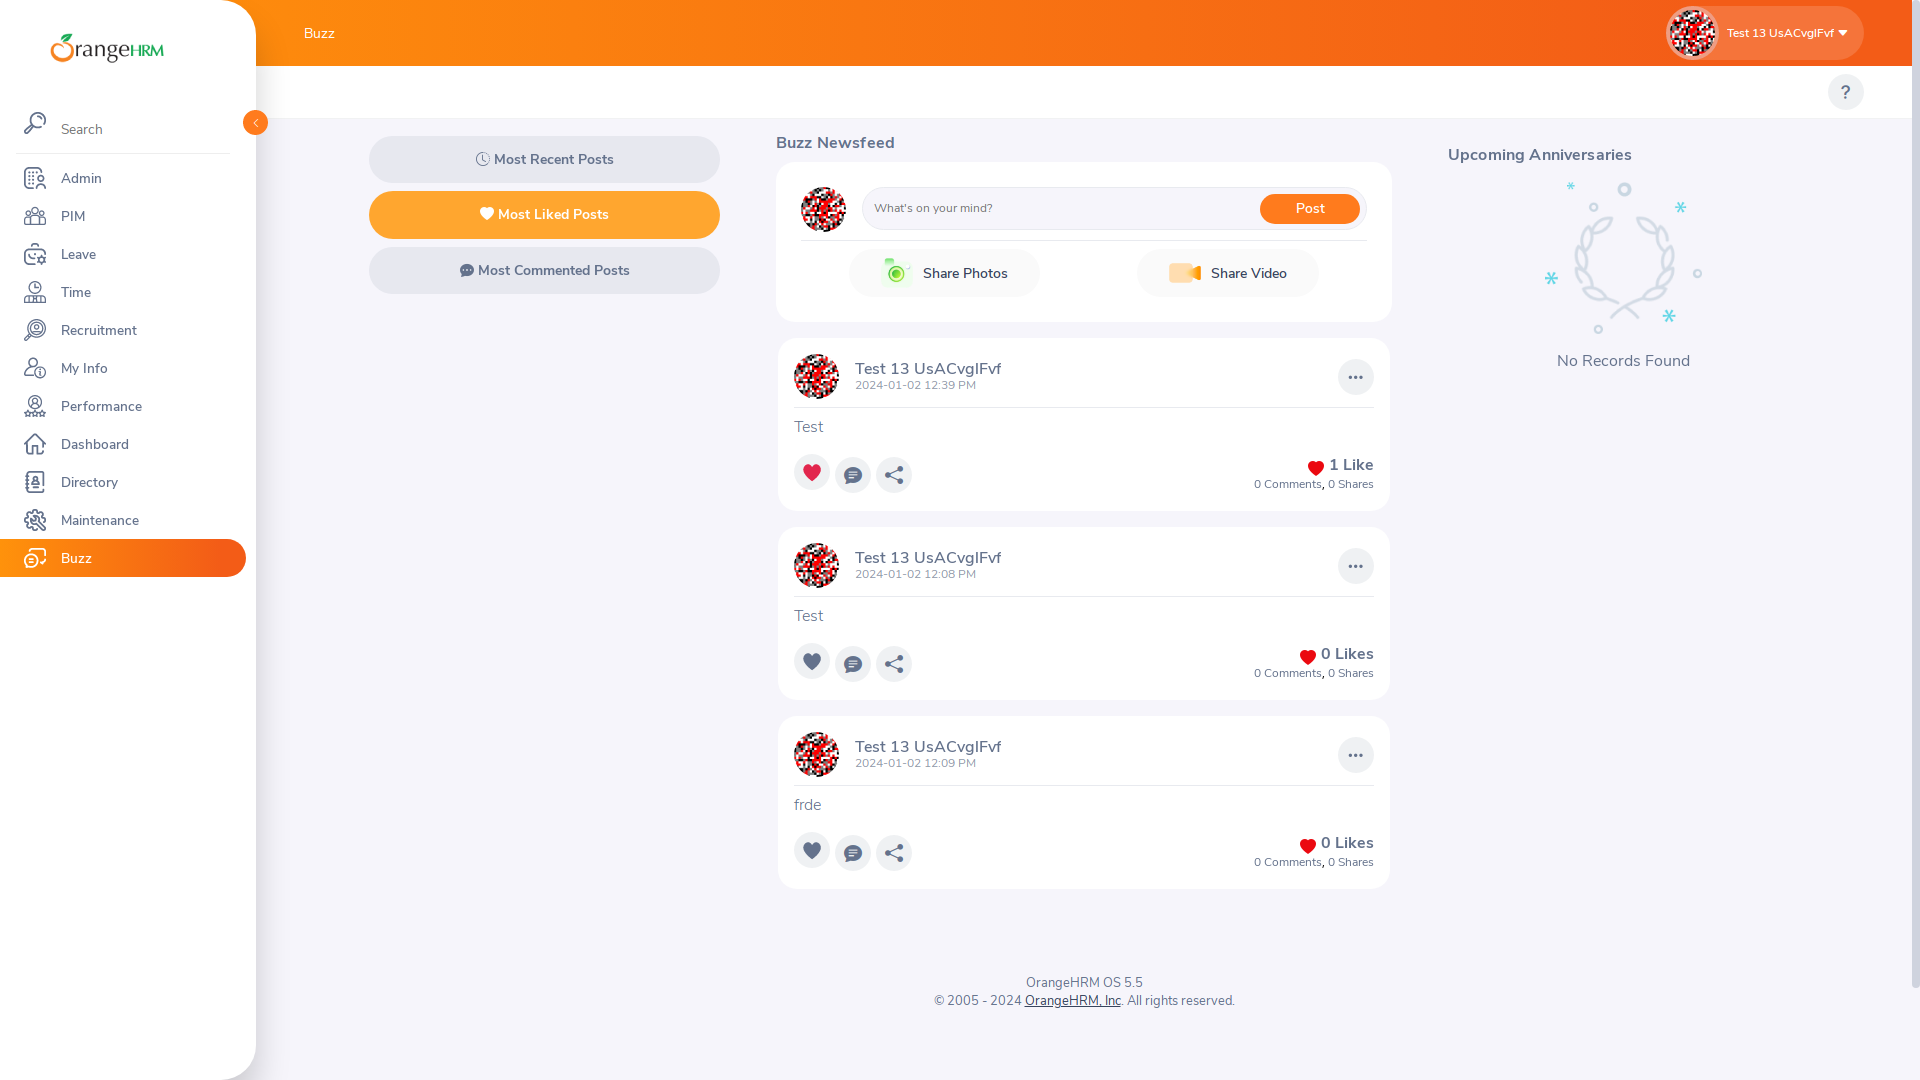 OrangeHRM
Search
Admin
PIM
Leave
Time
Recruitment
My Info
Performance
Dashboard
Directory
Maintenance
Buzz
Buzz
Test 13 UsACvgIFvf
?
Most Recent Posts
Most Liked Posts
Most Commented Posts
Buzz Newsfeed
What's on your mind?
Post
Share Photos
Share Video
Test 13 UsACvgIFvf
2024-01-02 12:39 PM
Test
1 Like
0 Comments, 0 Shares
Test 13 UsACvgIFvf
2024-01-02 12:08 PM
Test
0 Likes
0 Comments, 0 Shares
Test 13 UsACvgIFvf
2024-01-02 12:09 PM
frde
0 Likes
0 Comments, 0 Shares
Upcoming Anniversaries
No Records Found
OrangeHRM OS 5.5
© 2005 - 2024 OrangeHRM, Inc. All rights reserved.